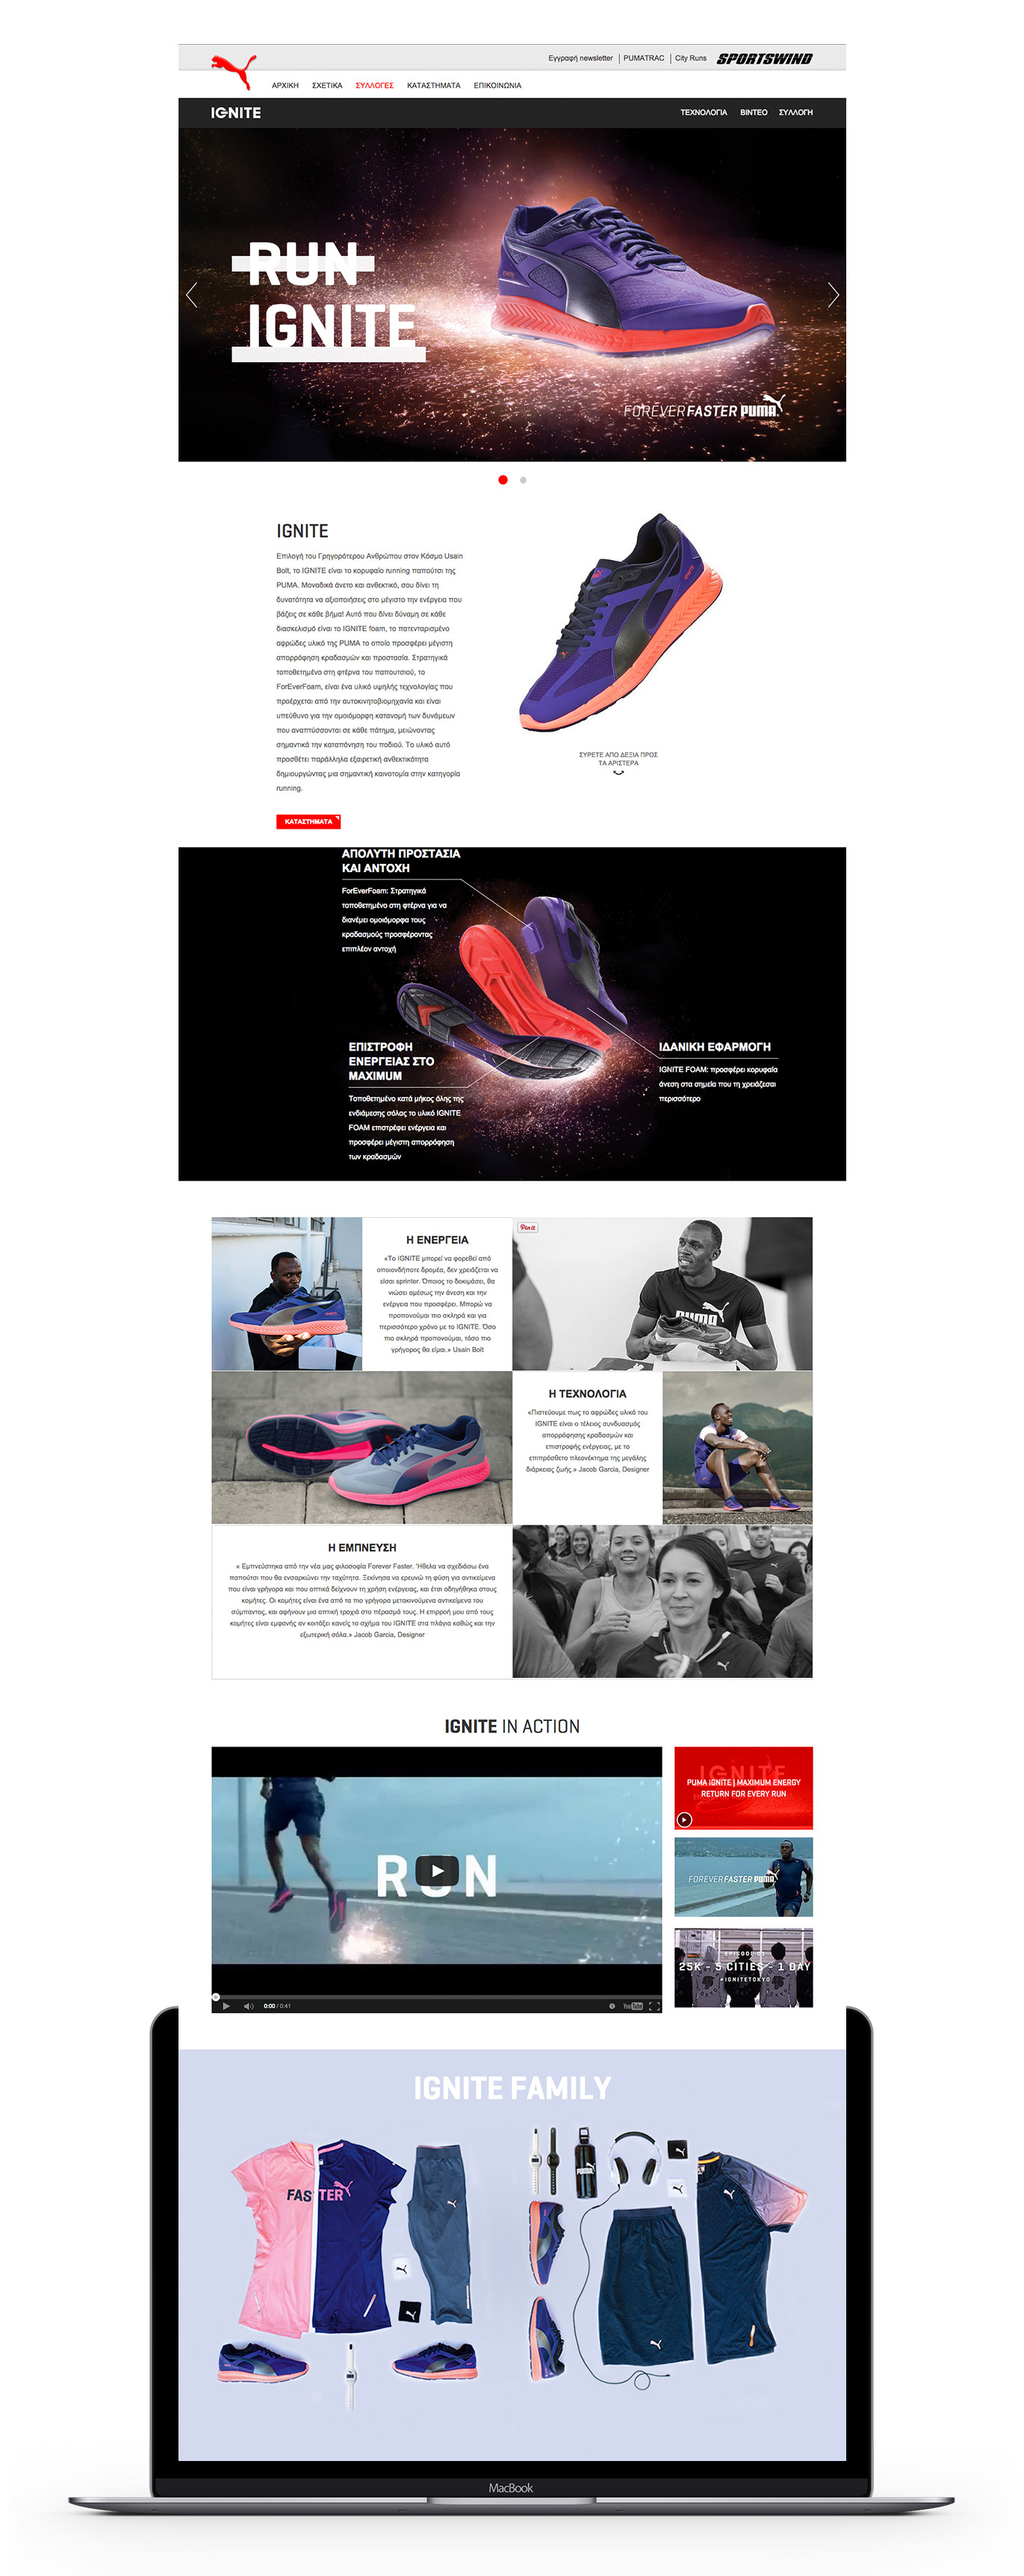 Εγγραφή newsletter | PUMATRAC | City Runs SPORTSWIND
ΑΡΧΙΚΗ ΣΧΕΤΙΚΑ ΣΥΛΛΟΓΕΣ ΚΑΤΑΣΤΗΜΑΤΑ ΕΠΙΚΟΙΝΩΝΙΑ
IGNITE ΤΕΧΝΟΛΟΓΙΑ ΒΙΝΤΕΟ ΣΥΛΛΟΓΗ
RUN
IGNITE
FOREVER FASTER PUMA
IGNITE
Επιλογή του Γρηγορότερου Ανθρώπου στον Κόσμο Usain
Bolt, το IGNITE είναι το κορυφαίο running παπούτσι της
PUMA. Μοναδικά άνετο και ανθεκτικό, σου δίνει τη
δυνατότητα να αξιοποιήσεις στο μέγιστο την ενέργεια που
βάζεις σε κάθε βήμα! Αυτό που δίνει δύναμη σε κάθε
διασκελισμό είναι το IGNITE foam, το πατενταρισμένο
αφρώδες υλικό της PUMA το οποίο προσφέρει μέγιστη
απορρόφηση κραδασμών και προστασία. Στρατηγικά
τοποθετημένο στη φτέρνα του παπουτσιού, το
ForEverFoam, είναι ένα υλικό υψηλής τεχνολογίας που
προέρχεται από την αυτοκινητοβιομηχανία και είναι
υπεύθυνο για την ομοιόμορφη κατανομή των δυνάμεων
που αναπτύσσονται σε κάθε πάτημα, μειώνοντας
σημαντικά την καταπόνηση του ποδιού. Το υλικό αυτό
προσθέτει παράλληλα εξαιρετική ανθεκτικότητα
δημιουργώντας μια σημαντική καινοτομία στην κατηγορία
running.
ΣΥΡΕΤΕ ΑΠΟ ΔΕΞΙΑ ΠΡΟΣ
ΤΑ ΑΡΙΣΤΕΡΑ
ΚΑΤΑΣΤΗΜΑΤΑ
ΑΠΟΛΥΤΗ ΠΡΟΣΤΑΣΙΑ
ΚΑΙ ΑΝΤΟΧΗ
ForEverFoam: Στρατηγικά
τοποθετημένο στη φτέρνα για να
διανέμει ομοιόμορφα τους
κραδασμούς προσφέροντας
επιπλέον αντοχή
ΕΠΙΣΤΡΟΦΗ
ΕΝΕΡΓΕΙΑΣ ΣΤΟ
MAXIMUM
Τοποθετημένο κατά μήκος όλης της
ενδιάμεσης σόλας το υλικό IGNITE
FOAM επιστρέφει ενέργεια και
προσφέρει μέγιστη απορρόφηση
των κραδασμών
ΙΔΑΝΙΚΗ ΕΦΑΡΜΟΓΗ
IGNITE FOAM: προσφέρει κορυφαία
άνεση στα σημεία που τη χρειάζεσαι
περισσότερο
Η ΕΝΕΡΓΕΙΑ
«Το IGNITE μπορεί να φορεθεί από
οποιονδήποτε δρομέα, δεν χρειάζεται να
είσαι sprinter. Όποιος το δοκιμάσει, θα
νιώσει αμέσως την άνεση και την
ενέργεια που προσφέρει. Μπορώ να
προπονούμαι πιο σκληρά και για
περισσότερο χρόνο με το IGNITE. Όσο
πιο σκληρά προπονούμαι, τόσο πιο
γρήγορος θα είμαι.» Usain Bolt
Pin it
PUMA
Η ΤΕΧΝΟΛΟΓΙΑ
«Πιστεύουμε πως το αφρώδες υλικό του
IGNITE είναι ο τέλειος συνδυασμός
απορρόφησης κραδασμών και
επιστροφής ενέργειας, με το
επιπρόσθετο πλεονέκτημα της μεγάλης
διάρκειας ζωής.» Jacob Garcia, Designer
Η ΕΜΠΝΕΥΣΗ
« Εμπνεύστηκα από την νέα μας φιλοσοφία Forever Faster. Ήθελα να σχεδιάσω ένα
παπούτσι που θα ενσαρκώνει την ταχύτητα. Ξεκίνησα να ερευνώ τη φύση για αντικείμενα
που είναι γρήγορα και που οπτικά δείχνουν τη χρήση ενέργειας, και έτσι οδηγήθηκα στους
κομήτες. Οι κομήτες είναι ένα από τα πιο γρήγορα μετακινούμενα αντικείμενα του
σύμπαντος, και αφήνουν μια οπτική τροχιά στο πέρασμά τους. Η επιρροή μου από τους
κομήτες είναι εμφανής αν κοιτάξει κανείς το σχήμα του IGNITE στα πλάγια καθώς και την
εξωτερική σόλα.» Jacob Garcia, Designer
IGNITE IN ACTION
RUN
0:00 / 0:41 YouTube
IGNITE
PUMA IGNITE | MAXIMUM ENERGY
RETURN FOR EVERY RUN
FOREVER FASTER PUMA
EPISODE 01
25K - 5 CITIES - 1 DAY
#IGNITETOKYO
IGNITE FAMILY
FASTER
PUMA
MacBook